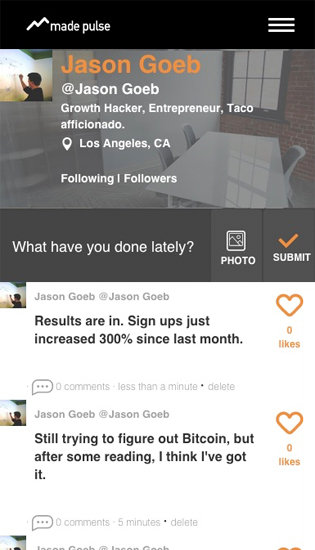 made pulse
Jason Goeb
@Jason Goeb
Growth Hacker, Entrepreneur, Taco
afficionado.
Los Angeles, CA
Following | Followers
What have you done lately?
PHOTO
SUBMIT
Jason Goeb @Jason Goeb
Results are in. Sign ups just
increased 300% since last month.
0
likes
0 comments · less than a minute · delete
Jason Goeb @Jason Goeb
Still trying to figure out Bitcoin, but
after some reading, I think I've got
it.
0
likes
0 comments · 5 minutes · delete
Jason Goeb @Jason Goeb